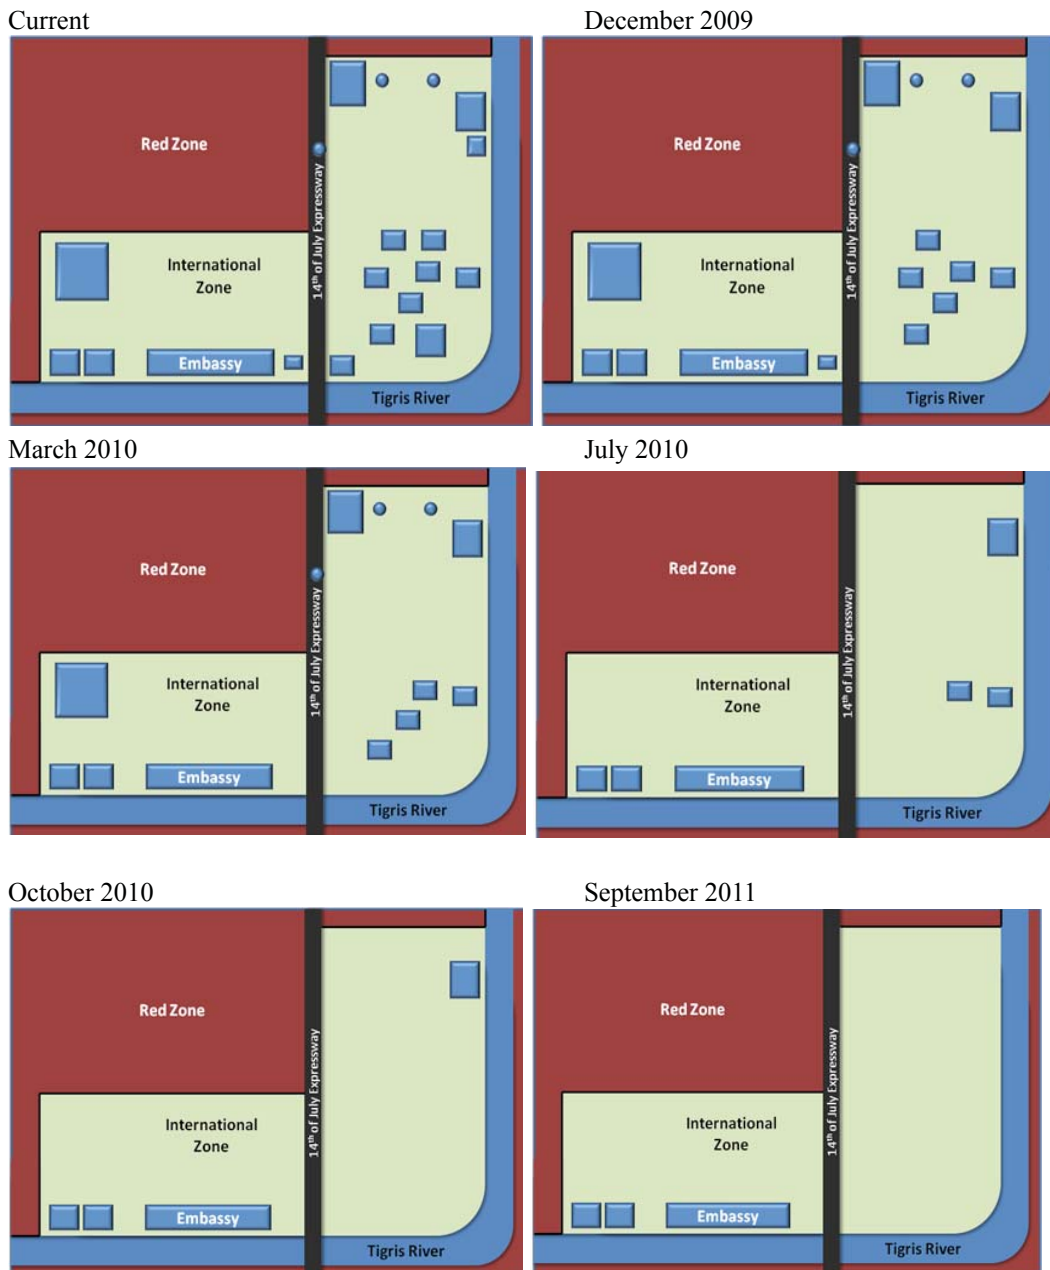 Current
December 2009
Red Zone
14th of July Expressway
International
Zone
Embassy
Tigris River
Red Zone
14th of July Expressway
International
Zone
Embassy
Tigris River
March 2010
July 2010
Red Zone
14th of July Expressway
International
Zone
Embassy
Tigris River
Red Zone
14th of July Expressway
International
Zone
Embassy
Tigris River
October 2010
September 2011
Red Zone
14th of July Expressway
International
Zone
Embassy
Tigris River
Red Zone
14th of July Expressway
International
Zone
Embassy
Tigris River